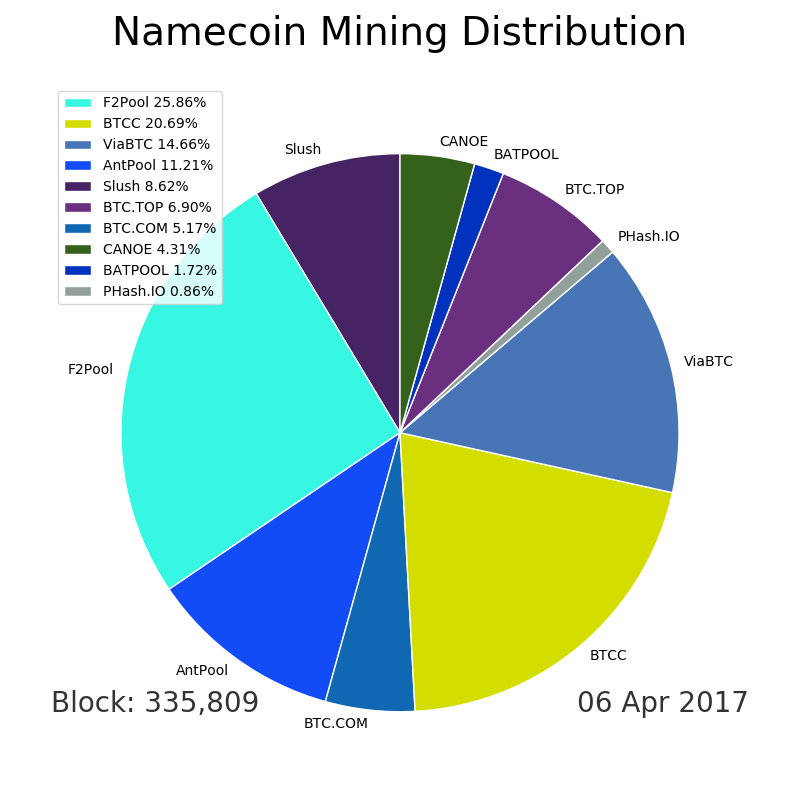 Namecoin Mining Distribution
F2Pool 25.86%
BTCC 20.69%
ViaBTC 14.66%
AntPool 11.21%
Slush 8.62%
BTC.TOP 6.90%
BTC.COM 5.17%
CANOE 4.31%
BATPOOL 1.72%
PHash.IO 0.86%
CANOE
Slush
BATPOOL
BTC.TOP
PHash.IO
ViaBTC
F2Pool
BTCC
AntPool
BTC.COM
Block: 335,809
06 Apr 2017